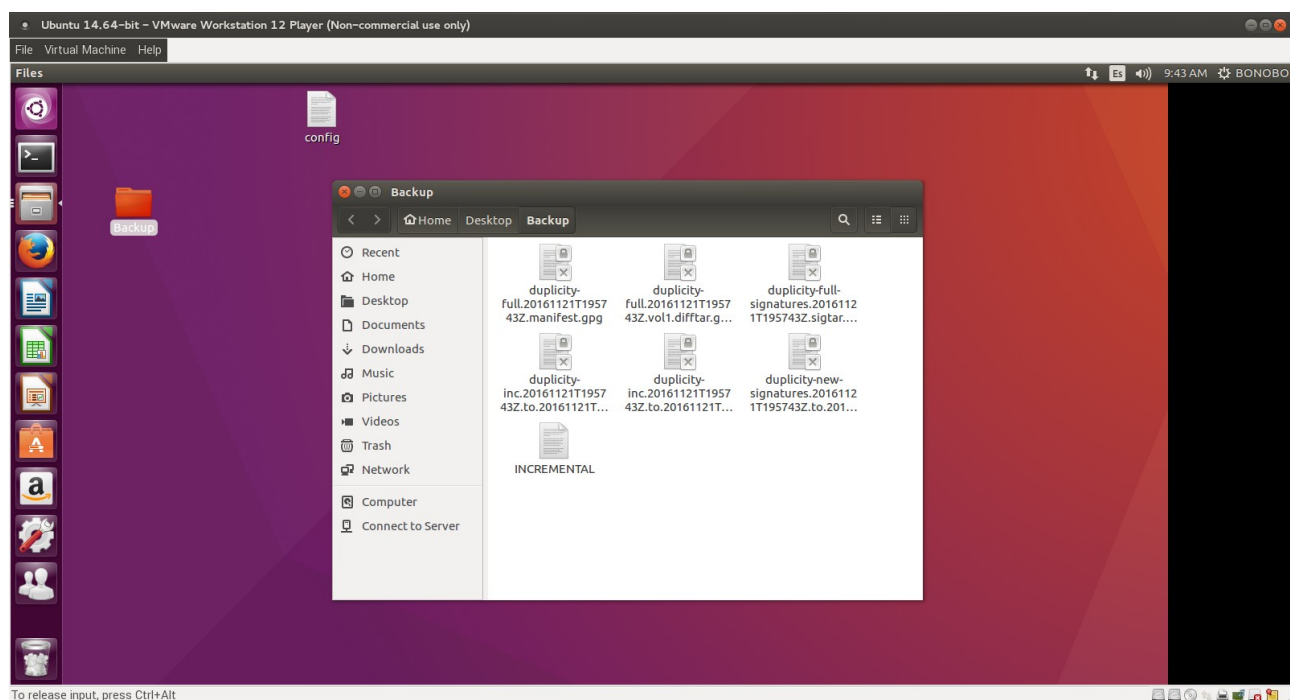 Ubuntu 14.64-bit - VMware Workstation 12 Player (Non-commercial use only)
File Virtual Machine Help
Files Es 9:43 AM BONOBO
config
Backup
Backup
Home Desktop Backup
Recent
Home
Desktop
Documents
Downloads
Music
Pictures
Videos
Trash
Network
Computer
Connect to Server
duplicity-
full.20161121T1957
43Z.manifest.gpg
duplicity-
full.20161121T1957
43Z.vol1.difftar.g...
duplicity-full-
signatures.2016112
1T195743Z.sigtar....
duplicity-
inc.20161121T1957
43Z.to.20161121T...
duplicity-
inc.20161121T1957
43Z.to.20161121T...
duplicity-new-
signatures.2016112
1T195743Z.to.201...
INCREMENTAL
To release input, press Ctrl+Alt